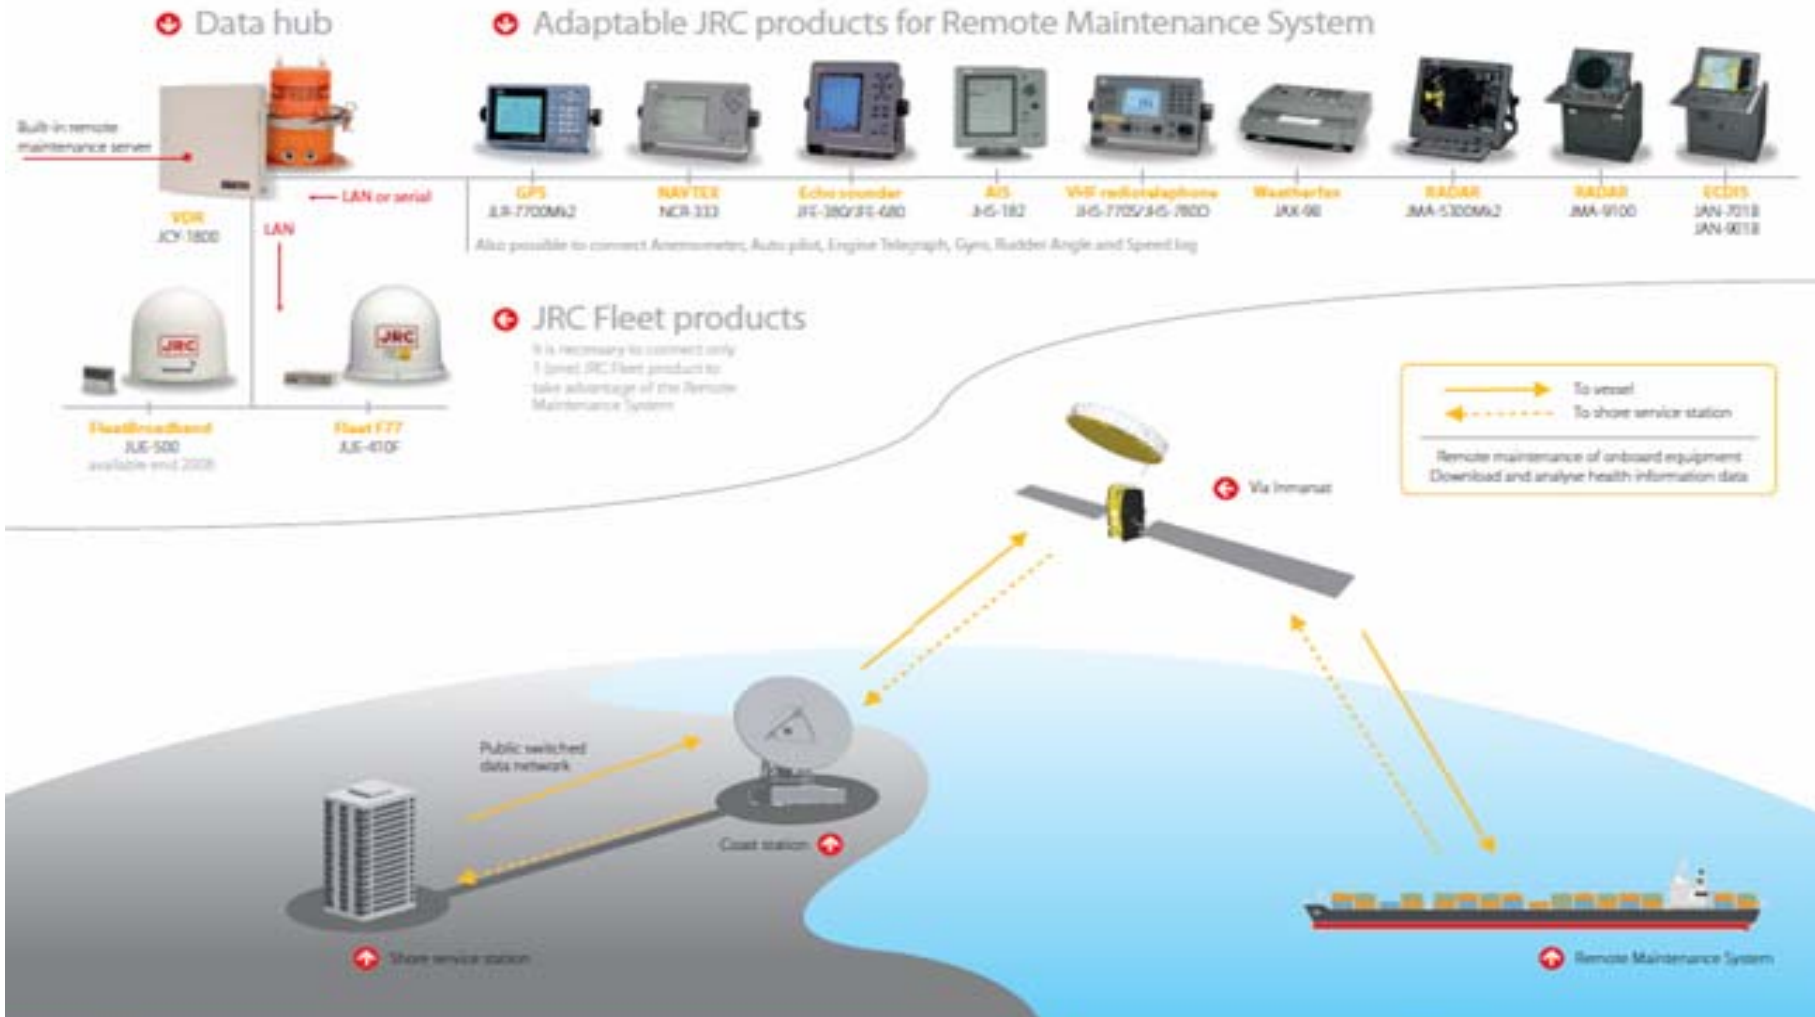 Data hub
Adaptable JRC products for Remote Maintenance System
Built-in remote
maintenance server
LAN or serial
LAN
VDR
JCY-1800
GPS
JLR-7700Mk2
NAVTEX
NCR-333
Echo sounder
JFE-380/JFE-680
AIS
JHS-182
VHF radiotelephone
JHS-770S/JHS-780D
Weatherfax
JAX-9B
RADAR
JMA-5300Mk2
RADAR
JMA-9100
ECDIS
JAN-701B
JAN-901B
Also possible to connect Anemometer, Auto pilot, Engine Telegraph, Gyro, Rudder Angle and Speed log
JRC
JRC
FleetBroadband
JUE-500
available end 2008
Fleet F77
JUE-410F
JRC Fleet products
It is necessary to connect only
1 (one) JRC Fleet product to
take advantage of the Remote
Maintenance System
To vessel
To shore service station
Remote maintenance of onboard equipment
Download and analyse health information data
Via Inmarsat
Public switched
data network
Coast station
Shore service station
Remote Maintenance System